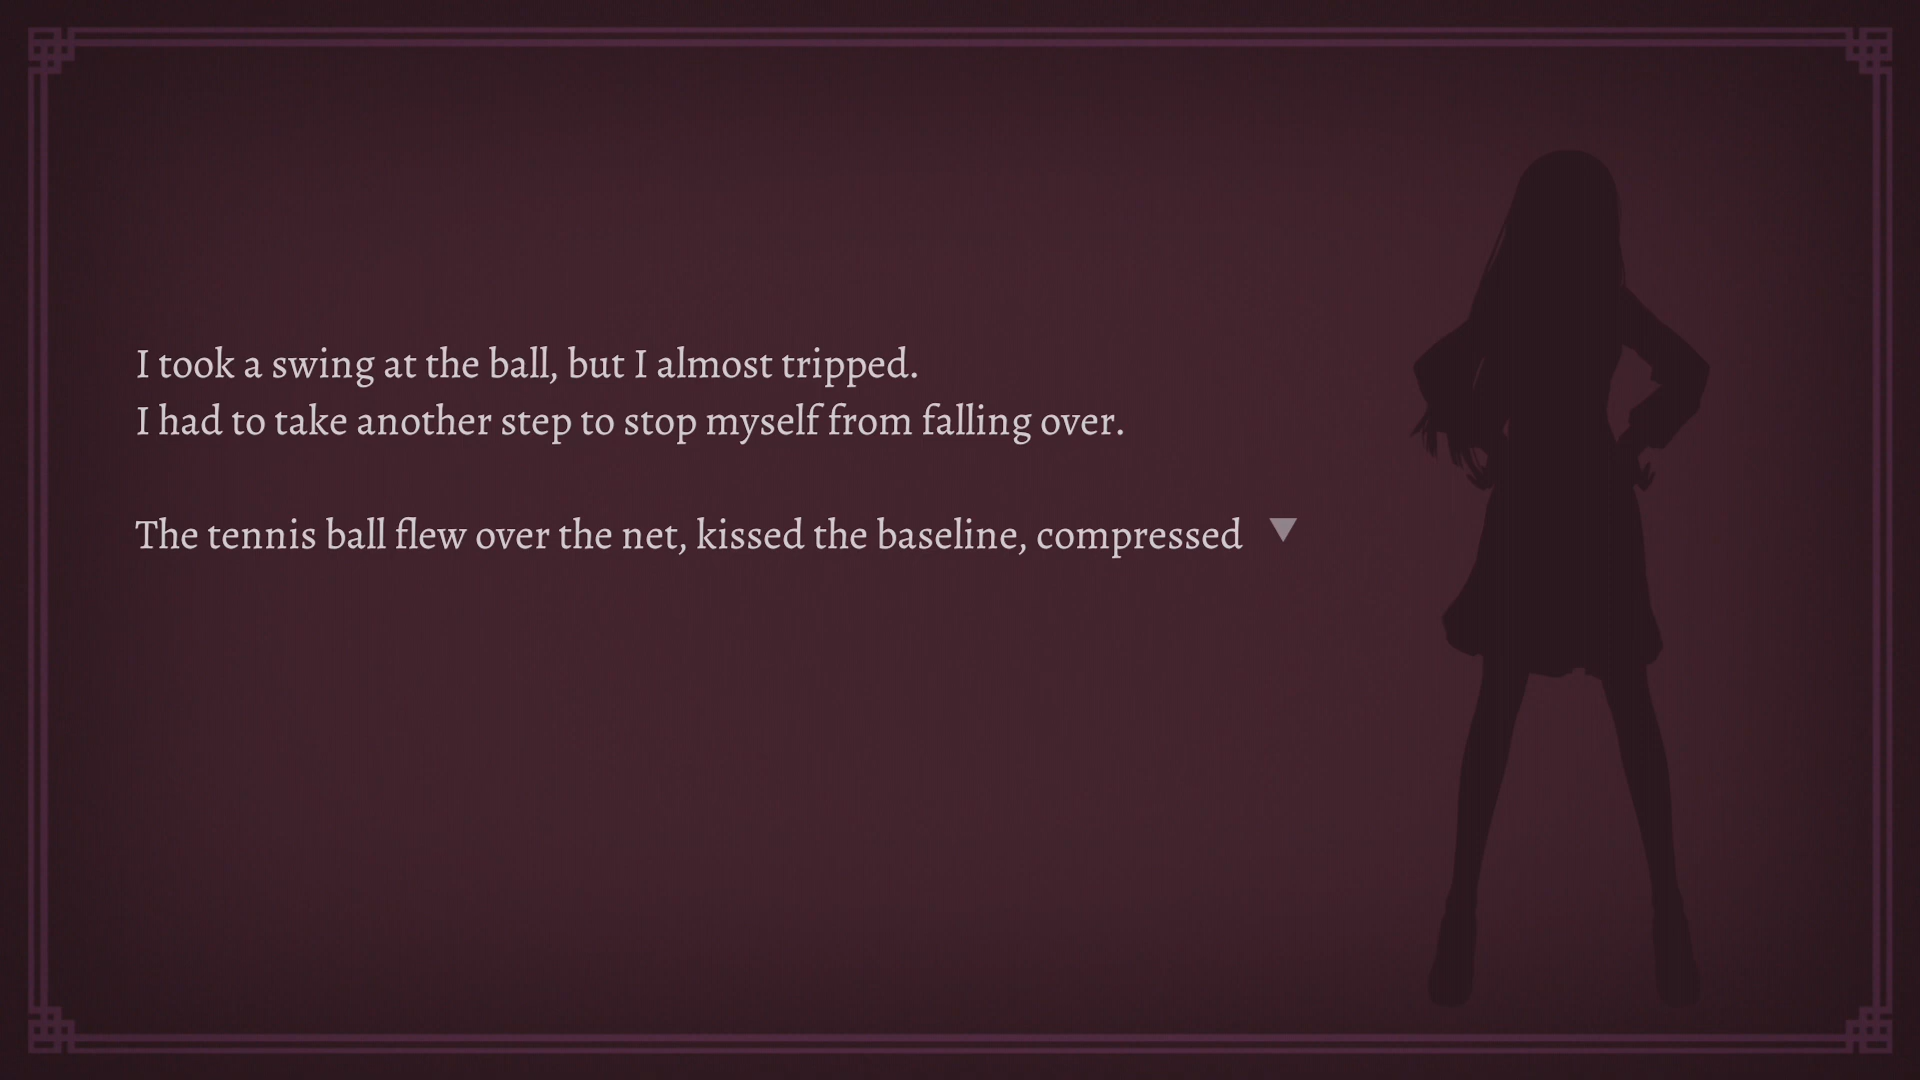 I took a swing at the ball, but I almost tripped.
I had to take another step to stop myself from falling over.
The tennis ball flew over the net, kissed the baseline, compressed